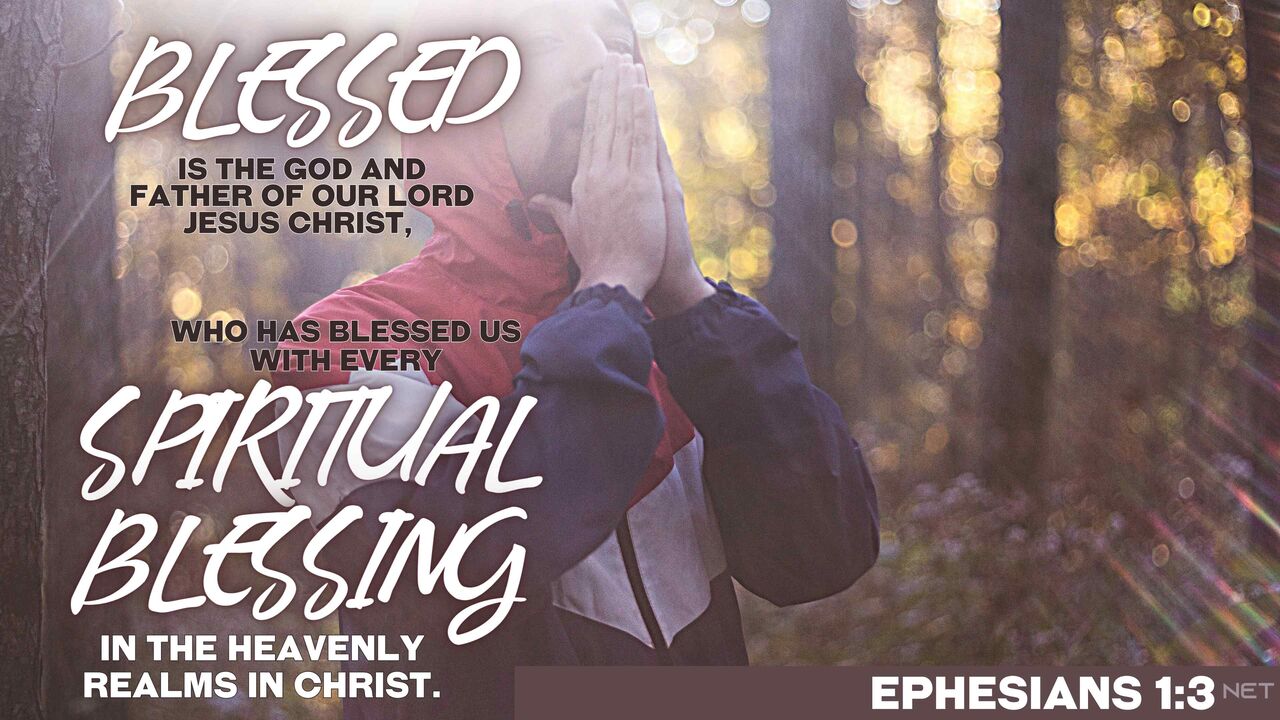 BLESSED
IS THE GOD AND
FATHER OF OUR LORD
JESUS CHRIST,
WHO HAS BLESSED US
WITH EVERY
SPIRITUAL
BLESSING
IN THE HEAVENLY
REALMS IN CHRIST.
EPHESIANS 1:3 NET